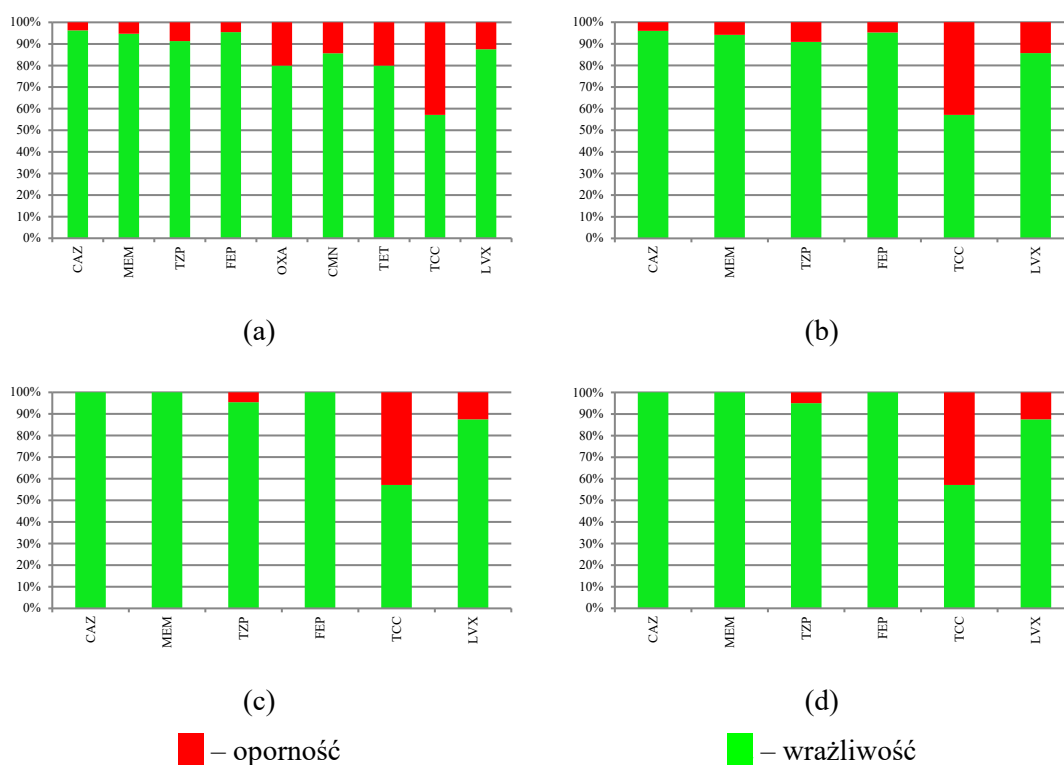 100%
90%
80%
70%
60%
50%
40%
30%
20%
10%
0%
CAZ
MEM
TZP
FEP
OXA
CMN
TET
TCC
LVX
(a)
100%
90%
80%
70%
60%
50%
40%
30%
20%
10%
0%
CAZ
MEM
TZP
FEP
TCC
LVX
(b)
100%
90%
80%
70%
60%
50%
40%
30%
20%
10%
0%
CAZ
MEM
TZP
FEP
TCC
LVX
(c)
100%
90%
80%
70%
60%
50%
40%
30%
20%
10%
0%
CAZ
MEM
TZP
FEP
TCC
LVX
(d)
– oporność
– wrażliwość